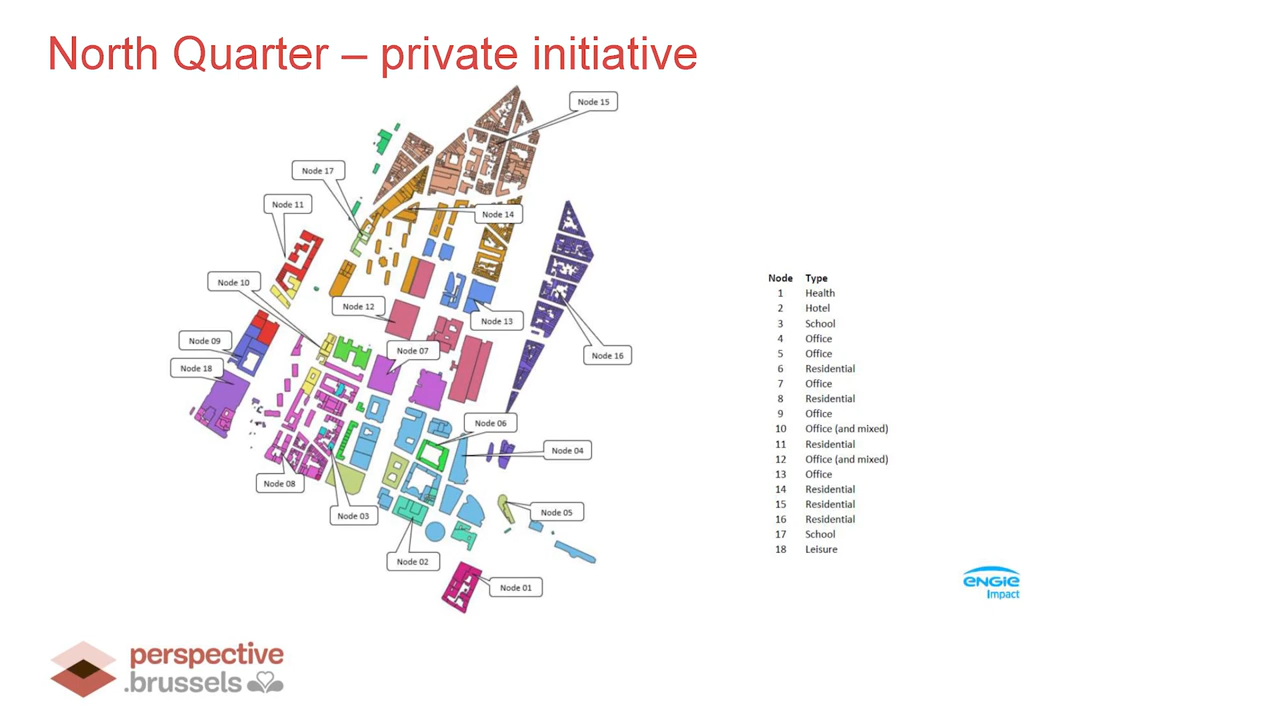 North Quarter – private initiative
Node 15
Node 17
Node 11
Node 14
Node 10
Node 12
Node 13
Node 09
Node 07
Node 16
Node 18
Node 06
Node 04
Node 08
Node 03
Node 05
Node 02
Node 01
Node Type
1 Health
2 Hotel
3 School
4 Office
5 Office
6 Residential
7 Office
8 Residential
9 Office
10 Office (and mixed)
11 Residential
12 Office (and mixed)
13 Office
14 Residential
15 Residential
16 Residential
17 School
18 Leisure
ENGIE
Impact
perspective
.brussels